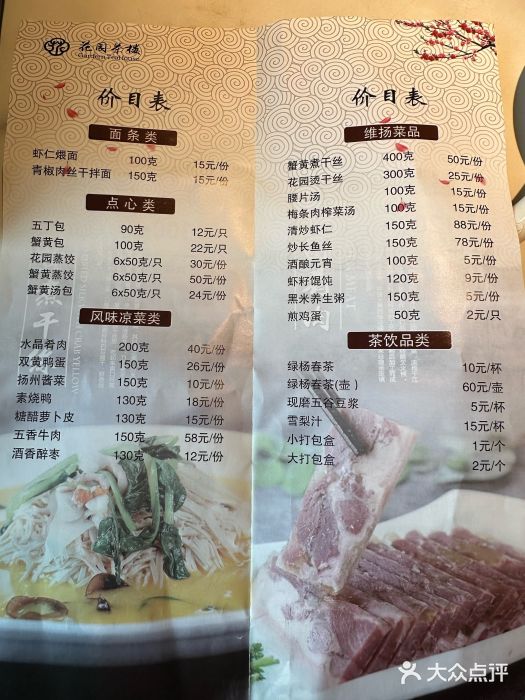 花园茶楼
Garden TeaHouse
价目表
面条类
虾仁煨面 100克 15元/份
青椒肉丝干拌面 150克 15元/份
点心类
五丁包 90克 12元/只
蟹黄包 100克 22元/只
花园蒸饺 6x50克/只 30元/份
蟹黄蒸饺 6x50克/只 50元/份
蟹黄汤包 6x50克/只 24元/份
风味凉菜类
水晶肴肉 200克 40元/份
双黄鸭蛋 150克 26元/份
扬州酱菜 150克 10元/份
素烧鸭 130克 18元/份
糖醋萝卜皮 130克 15元/份
五香牛肉 150克 58元/份
酒香醉枣 130克 12元/份
价目表
维扬菜品
蟹黄煮干丝 400克 50元/份
花园烫干丝 300克 25元/份
腰片汤 100克 15元/份
梅条肉榨菜汤 100克 15元/份
清炒虾仁 150克 88元/份
炒长鱼丝 150克 78元/份
酒酿元宵 100克 5元/份
虾籽馄饨 120克 9元/份
黑米养生粥 150克 5元/份
煎鸡蛋 50克 2元/只
茶饮品类
绿杨春茶 10元/杯
绿杨春茶(壶) 60元/壶
现磨五谷豆浆 5元/杯
雪梨汁 15元/杯
小打包盒 1元/个
大打包盒 2元/个
大众点评